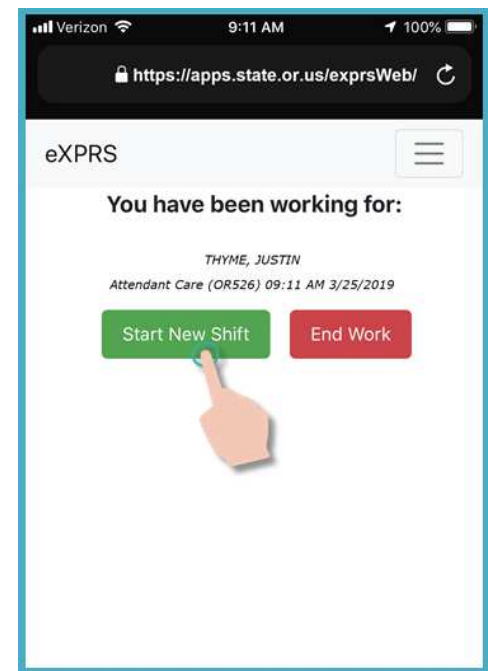 Verizon 9:11 AM 100%
https://apps.state.or.us/exprsWeb/
eXPRS
You have been working for:
THYME, JUSTIN
Attendant Care (OR526) 09:11 AM 3/25/2019
Start New Shift End Work